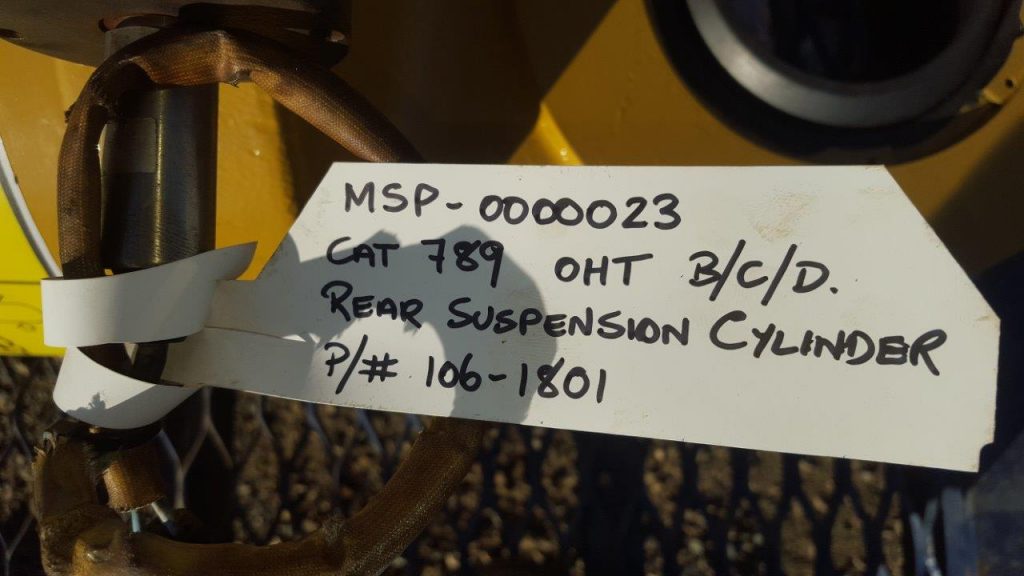 MSP-0000023
CAT 789 OHT B/C/D.
REAR SUSPENSION CYLINDER
P/# 106-1801